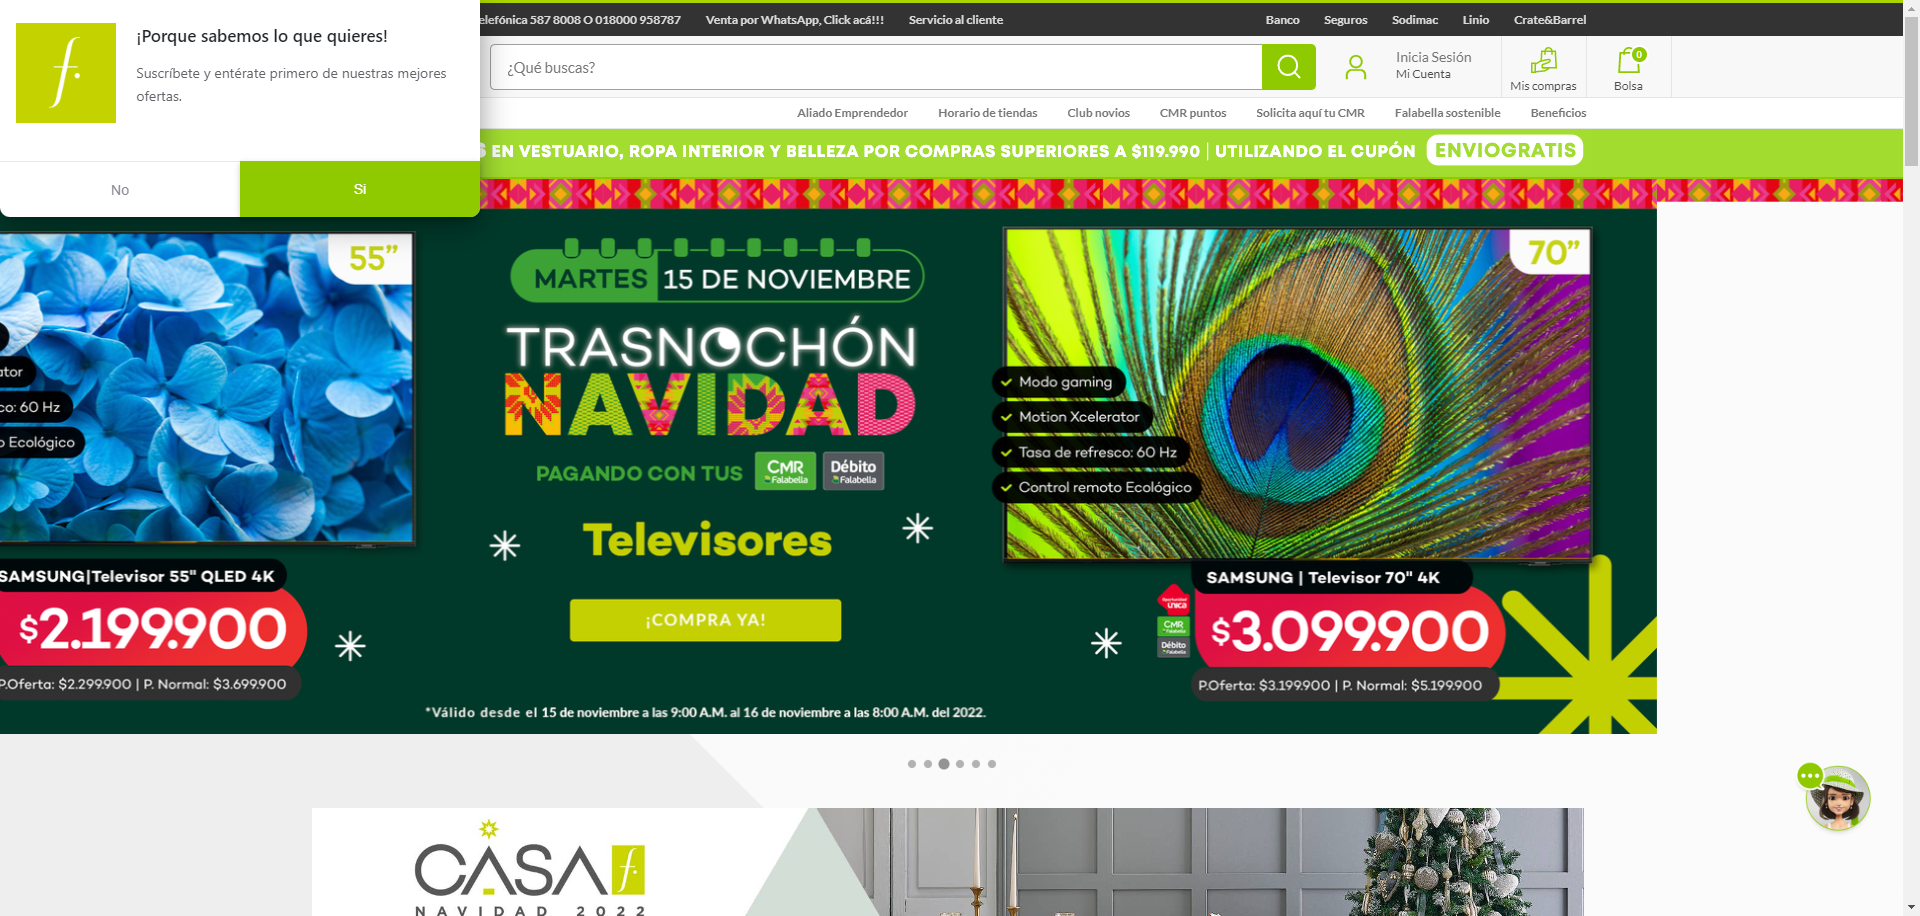 ¡Porque sabemos lo que quieres!
Suscríbete y entérate primero de nuestras mejores
ofertas.
No
Si
elefónica 587 8008 O 018000 958787
Venta por WhatsApp, Click acá!!!
Servicio al cliente
Banco
Seguros
Sodimac
Linio
Crate&Barrel
¿Qué buscas?
Inicia Sesión
Mi Cuenta
Mis compras
0
Bolsa
Aliado Emprendedor
Horario de tiendas
Club novios
CMR puntos
Solicita aquí tu CMR
Falabella sostenible
Beneficios
S EN VESTUARIO, ROPA INTERIOR Y BELLEZA POR COMPRAS SUPERIORES A $119.990 | UTILIZANDO EL CUPÓN ENVIOGRATIS
55”
ator
co: 60 Hz
o Ecológico
SAMSUNG|Televisor 55" QLED 4K
$2.199.900
P.Oferta: $2.299.900 | P. Normal: $3.699.900
MARTES 15 DE NOVIEMBRE
TRASNOCHÓN
NAVIDAD
PAGANDO CON TUS
CMR
Falabella
Débito
Falabella
Televisores
¡COMPRA YA!
*Válido desde el 15 de noviembre a las 9:00 A.M. al 16 de noviembre a las 8:00 A.M. del 2022.
70”
Modo gaming
Motion Xcelerator
Tasa de refresco: 60 Hz
Control remoto Ecológico
SAMSUNG | Televisor 70" 4K
Oportunidad
única
CMR
Falabella
Débito
Falabella
$3.099.900
P.Oferta: $3.199.900 | P. Normal: $5.199.900
CASA f.
NAVIDAD 2022